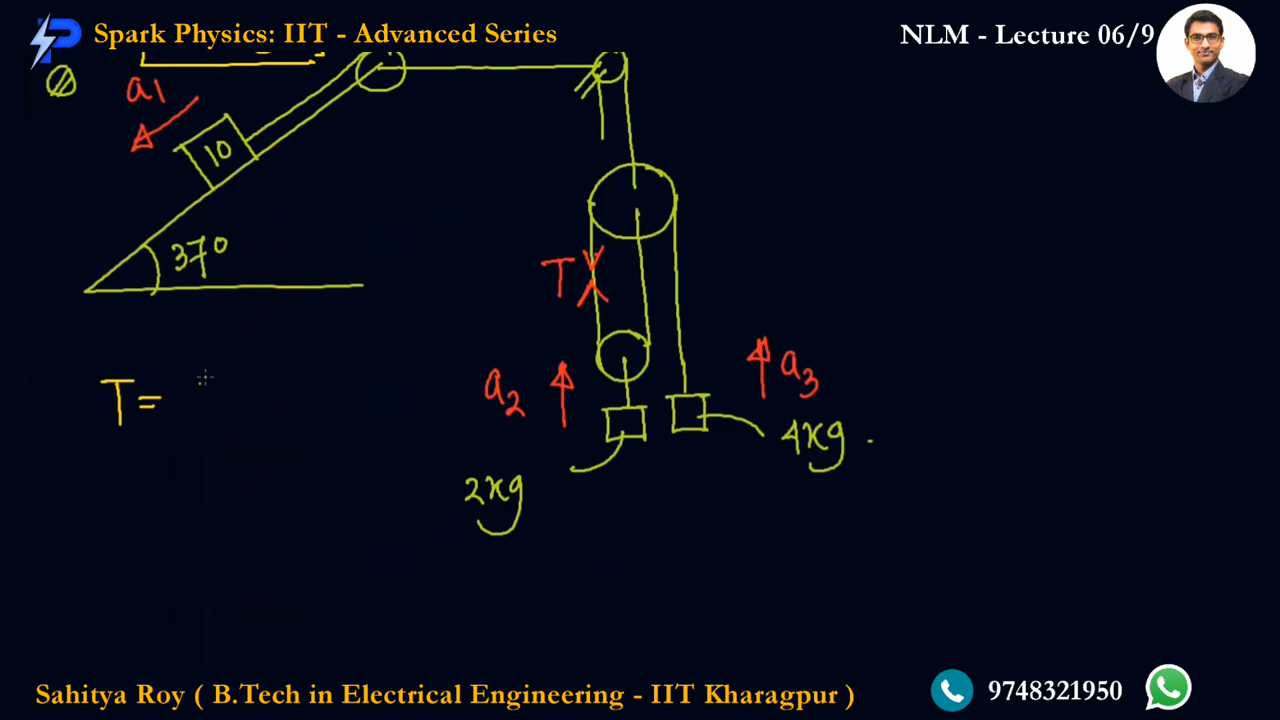 Spark Physics: IIT - Advanced Series
NLM - Lecture 06/9
a1
10
37°
T
a2
a3
T =
4kg.
2kg
Sahitya Roy ( B.Tech in Electrical Engineering - IIT Kharagpur )
9748321950